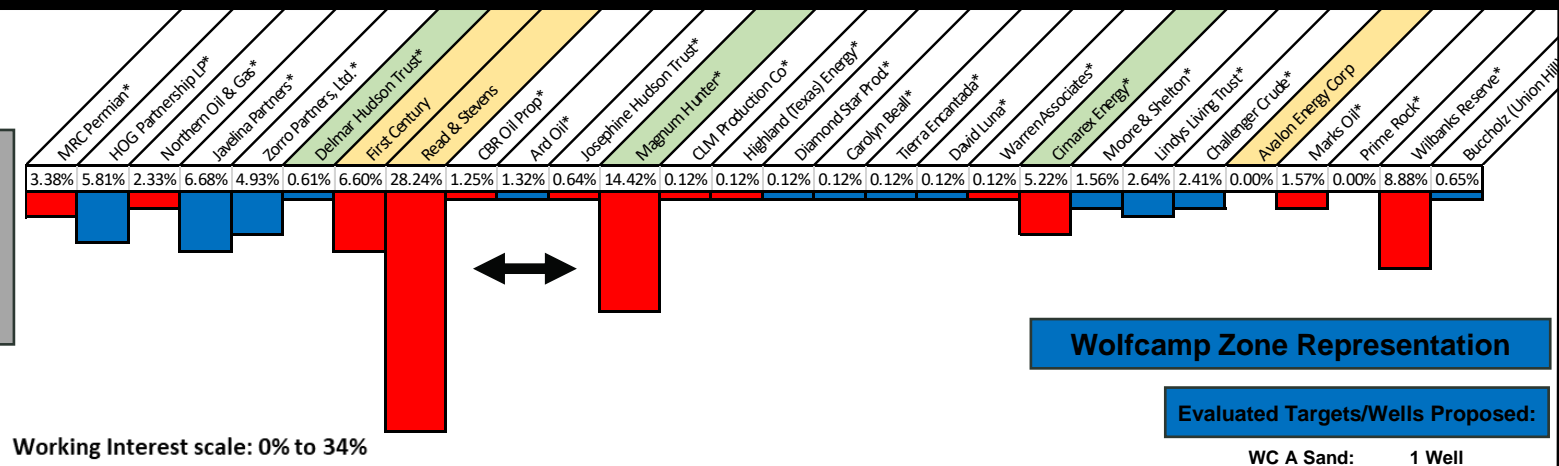 MRC Permian*
HOG Partnership LP*
Northern Oil & Gas*
Javelina Partners*
Zorro Partners, Ltd.*
Delmar Hudson Trust*
First Century
Read & Stevens
CBR Oil Prop*
Ard Oil*
Josephine Hudson Trust*
Magnum Hunter*
CLM Production Co*
Highland (Texas) Energy*
Diamond Star Prod*
Carolyn Beall*
Tierra Encantada*
David Luna*
Warren Associates*
Cimarex Energy*
Moore & Shelton*
Lindys Living Trust*
Challenger Crude*
Avalon Energy Corp
Marks Oil*
Prime Rock*
Wilbanks Reserve*
Buccholz (Union Hill
3.38% 5.81% 2.33% 6.68% 4.93% 0.61% 6.60% 28.24% 1.25% 1.32% 0.64% 14.42% 0.12% 0.12% 0.12% 0.12% 0.12% 0.12% 0.12% 5.22% 1.56% 2.64% 2.41% 0.00% 1.57% 0.00% 8.88% 0.65%
Wolfcamp Zone Representation
Evaluated Targets/Wells Proposed:
Working Interest scale: 0% to 34%
WC A Sand: 1 Well